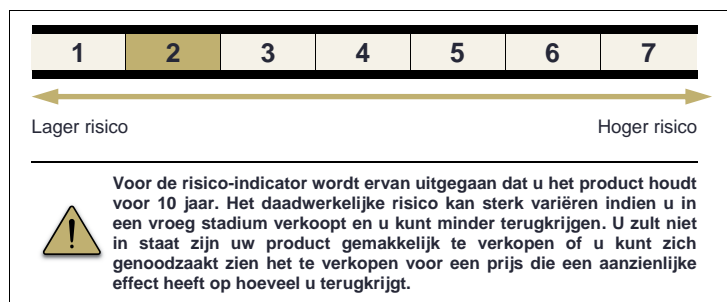 1 2 3 4 5 6 7
Lager risico Hoger risico
Voor de risico-indicator wordt ervan uitgegaan dat u het product houdt
voor 10 jaar. Het daadwerkelijke risico kan sterk variëren indien u in
een vroeg stadium verkoopt en u kunt minder terugkrijgen. U zult niet
in staat zijn uw product gemakkelijk te verkopen of u kunt zich
genoodzaakt zien het te verkopen voor een prijs die een aanzienlijke
effect heeft op hoeveel u terugkrijgt.